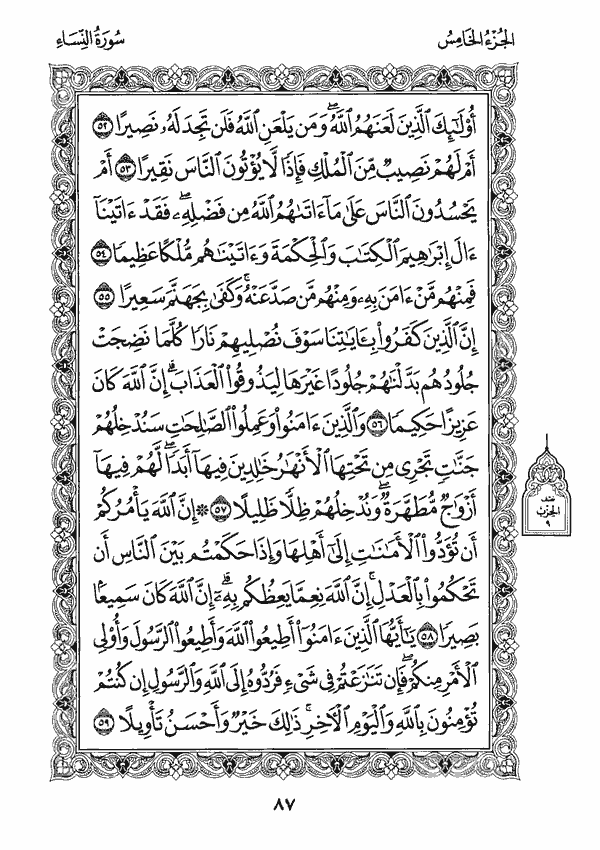 الجُزْءُ الخَامِسُ
سُورَةُ النِّسَاءِ
أُوْلَٰٓئِكَ ٱلَّذِينَ لَعَنَهُمُ ٱللَّهُۖ وَمَن يَلْعَنِ ٱللَّهُ فَلَن تَجِدَ لَهُۥ نَصِيرًا ٥٢
أَمْ لَهُمْ نَصِيبٌ مِّنَ ٱلْمُلْكِ فَإِذًا لَّا يُؤْتُونَ ٱلنَّاسَ نَقِيرًا ٥٣ أَمْ
يَحْسُدُونَ ٱلنَّاسَ عَلَىٰ مَآ ءَاتَىٰهُمُ ٱللَّهُ مِن فَضْلِهِۦۖ فَقَدْ ءَاتَيْنَآ
ءَالَ إِبْرَٰهِيمَ ٱلْكِتَٰبَ وَٱلْحِكْمَةَ وَءَاتَيْنَٰهُم مُّلْكًا عَظِيمًا ٥٤
فَمِنْهُم مَّنْ ءَامَنَ بِهِۦ وَمِنْهُم مَّن صَدَّ عَنْهُۚ وَكَفَىٰ بِجَهَنَّمَ سَعِيرًا ٥٥
إِنَّ ٱلَّذِينَ كَفَرُواْ بِـَٔايَٰتِنَا سَوْفَ نُصْلِيهِمْ نَارًا كُلَّمَا نَضِجَتْ
جُلُودُهُم بَدَّلْنَٰهُمْ جُلُودًا غَيْرَهَا لِيَذُوقُواْ ٱلْعَذَابَۗ إِنَّ ٱللَّهَ كَانَ
عَزِيزًا حَكِيمًا ٥٦ وَٱلَّذِينَ ءَامَنُواْ وَعَمِلُواْ ٱلصَّٰلِحَٰتِ سَنُدْخِلُهُمْ
جَنَّٰتٍ تَجْرِى مِن تَحْتِهَا ٱلْأَنْهَٰرُ خَٰلِدِينَ فِيهَآ أَبَدًاۖ لَّهُمْ فِيهَآ
أَزْوَٰجٌ مُّطَهَّرَةٌۖ وَنُدْخِلُهُمْ ظِلًّا ظَلِيلًا ٥٧ ۞ إِنَّ ٱللَّهَ يَأْمُرُكُمْ
أَن تُؤَدُّواْ ٱلْأَمَٰنَٰتِ إِلَىٰٓ أَهْلِهَا وَإِذَا حَكَمْتُم بَيْنَ ٱلنَّاسِ أَن
تَحْكُمُواْ بِٱلْعَدْلِۚ إِنَّ ٱللَّهَ نِعِمَّا يَعِظُكُم بِهِۦٓۗ إِنَّ ٱللَّهَ كَانَ سَمِيعًۢا
بَصِيرًا ٥٨ يَٰٓأَيُّهَا ٱلَّذِينَ ءَامَنُوٓاْ أَطِيعُواْ ٱللَّهَ وَأَطِيعُواْ ٱلرَّسُولَ وَأُوْلِى
ٱلْأَمْرِ مِنكُمْۖ فَإِن تَنَٰزَعْتُمْ فِى شَىْءٍ فَرُدُّوهُ إِلَى ٱللَّهِ وَٱلرَّسُولِ إِن كُنتُمْ
تُؤْمِنُونَ بِٱللَّهِ وَٱلْيَوْمِ ٱلْأَخِرِۚ ذَٰلِكَ خَيْرٌ وَأَحْسَنُ تَأْوِيلًا ٥٩
نصف
الحزب
٩
٨٧